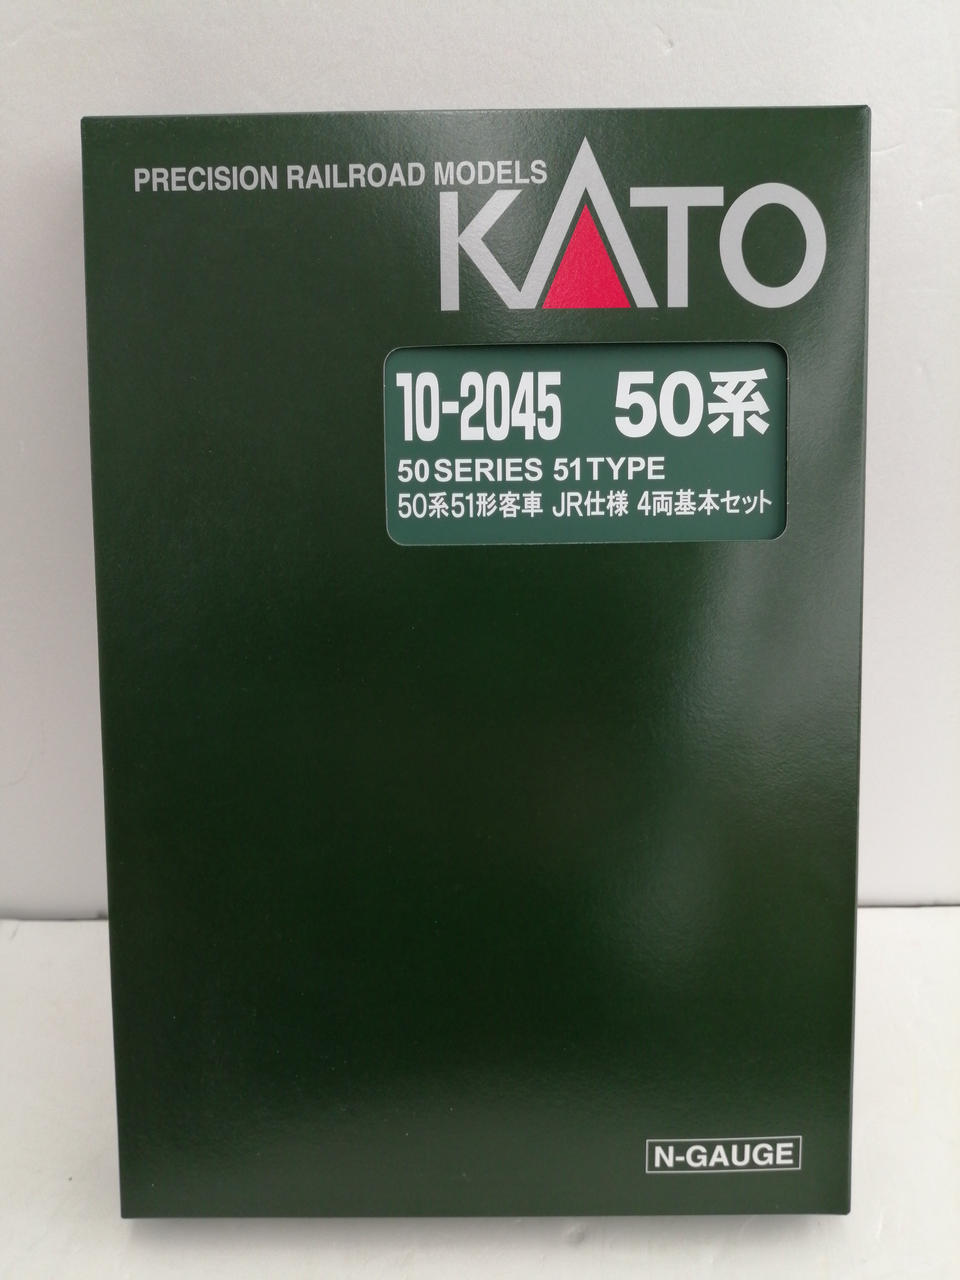 PRECISION RAILROAD MODELS
KATO
10-2045 50系
50 SERIES 51 TYPE
50系51形客車 JR仕様 4両基本セット
N-GAUGE